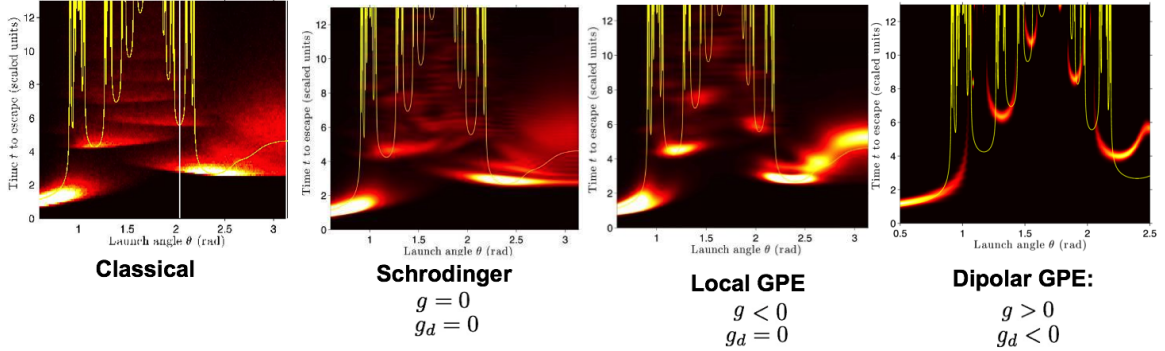 Time t to escape (scaled units)
12
10
8
6
4
2
0
1
1.5
2
2.5
3
Launch angle θ (rad)
Classical
Time t to escape (scaled units)
12
10
8
6
4
2
0
1
1.5
2
2.5
3
Launch angle θ (rad)
Schrodinger
g = 0
g_d = 0
Time t to escape (scaled units)
12
10
8
6
4
2
0
1
1.5
2
2.5
3
Launch angle θ (rad)
Local GPE
g < 0
g_d = 0
Time t to escape (scaled units)
12
10
8
6
4
2
0
0.5
1
1.5
2
2.5
Launch angle θ (rad)
Dipolar GPE:
g > 0
g_d < 0